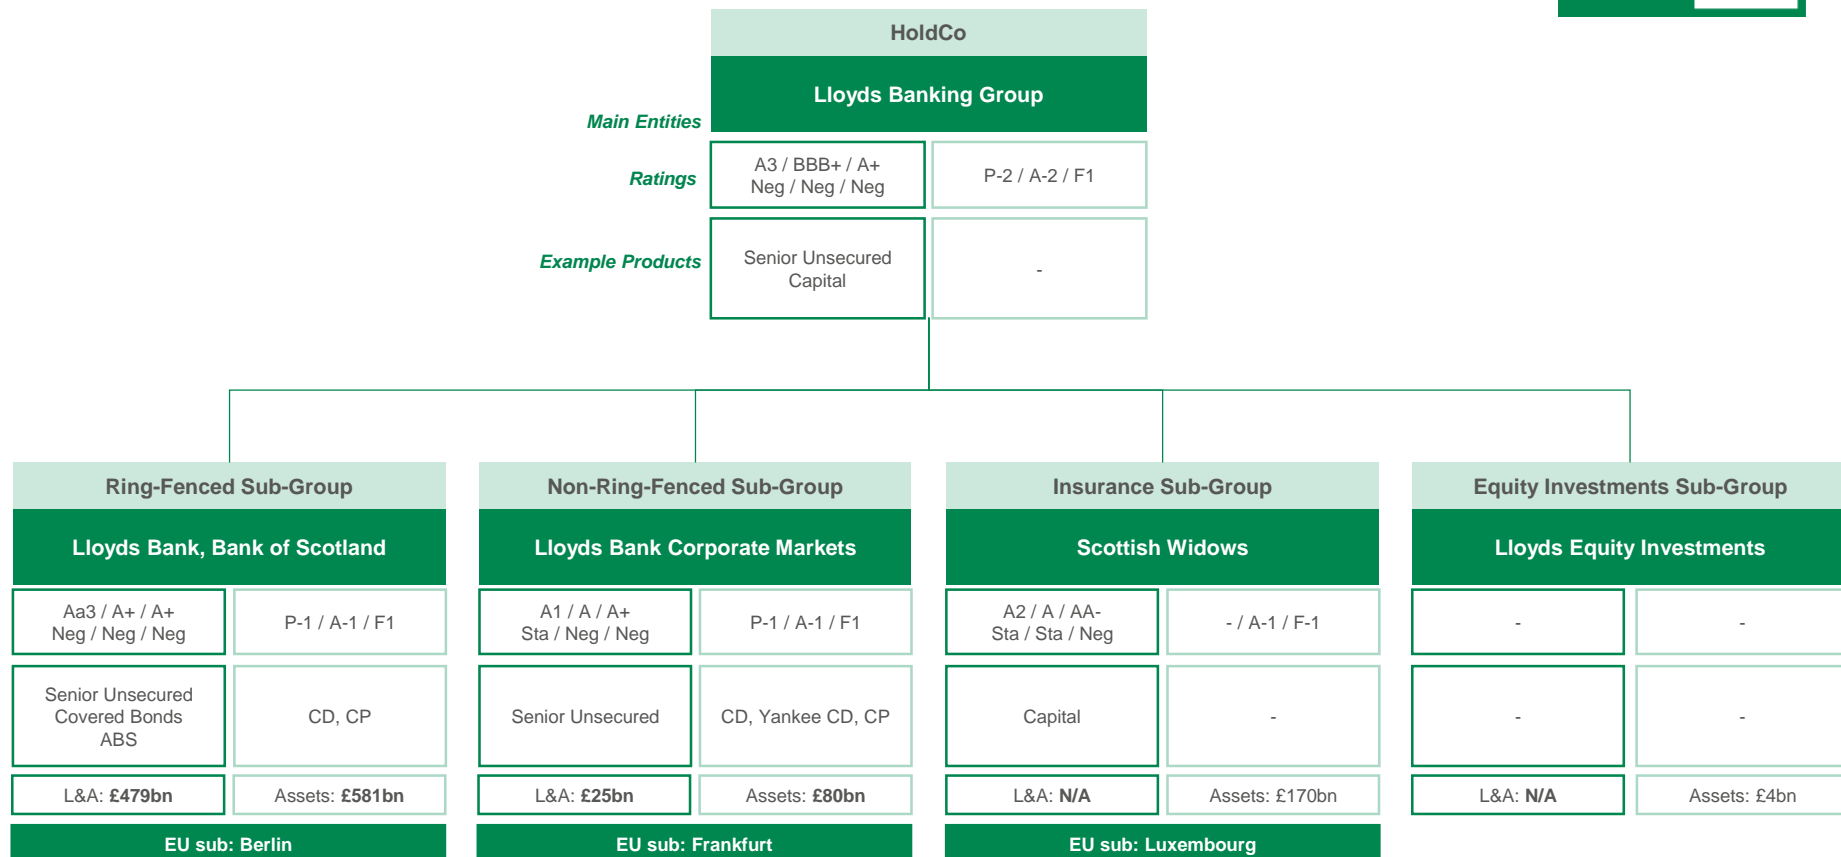 HoldCo
Lloyds Banking Group
Main Entities
Ratings
A3 / BBB+ / A+
Neg / Neg / Neg
P-2 / A-2 / F1
Example Products
Senior Unsecured
Capital
-
Ring-Fenced Sub-Group
Lloyds Bank, Bank of Scotland
Aa3 / A+ / A+
Neg / Neg / Neg
P-1 / A-1 / F1
Senior Unsecured
Covered Bonds
ABS
CD, CP
L&A: £479bn
Assets: £581bn
EU sub: Berlin
Non-Ring-Fenced Sub-Group
Lloyds Bank Corporate Markets
A1 / A / A+
Sta / Neg / Neg
P-1 / A-1 / F1
Senior Unsecured
CD, Yankee CD, CP
L&A: £25bn
Assets: £80bn
EU sub: Frankfurt
Insurance Sub-Group
Scottish Widows
A2 / A / AA-
Sta / Sta / Neg
- / A-1 / F-1
Capital
-
L&A: N/A
Assets: £170bn
EU sub: Luxembourg
Equity Investments Sub-Group
Lloyds Equity Investments
-
-
-
-
L&A: N/A
Assets: £4bn